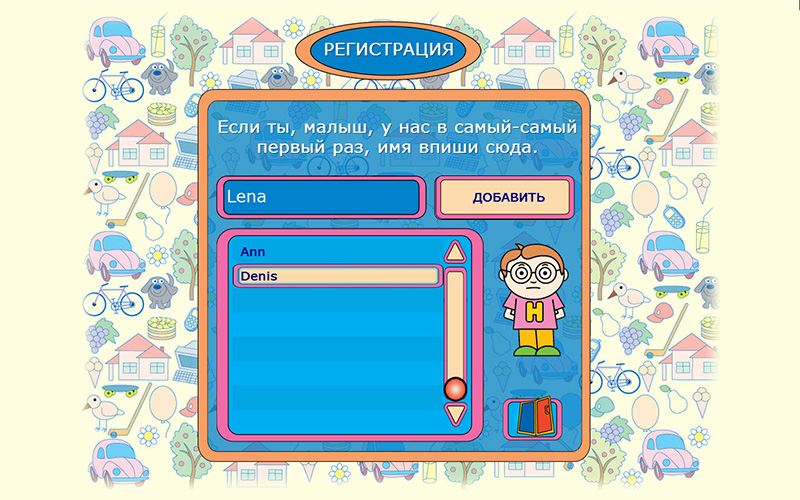 РЕГИСТРАЦИЯ
Если ты, малыш, у нас в самый-самый
первый раз, имя впиши сюда.
Lena
ДОБАВИТЬ
Ann
Denis
H